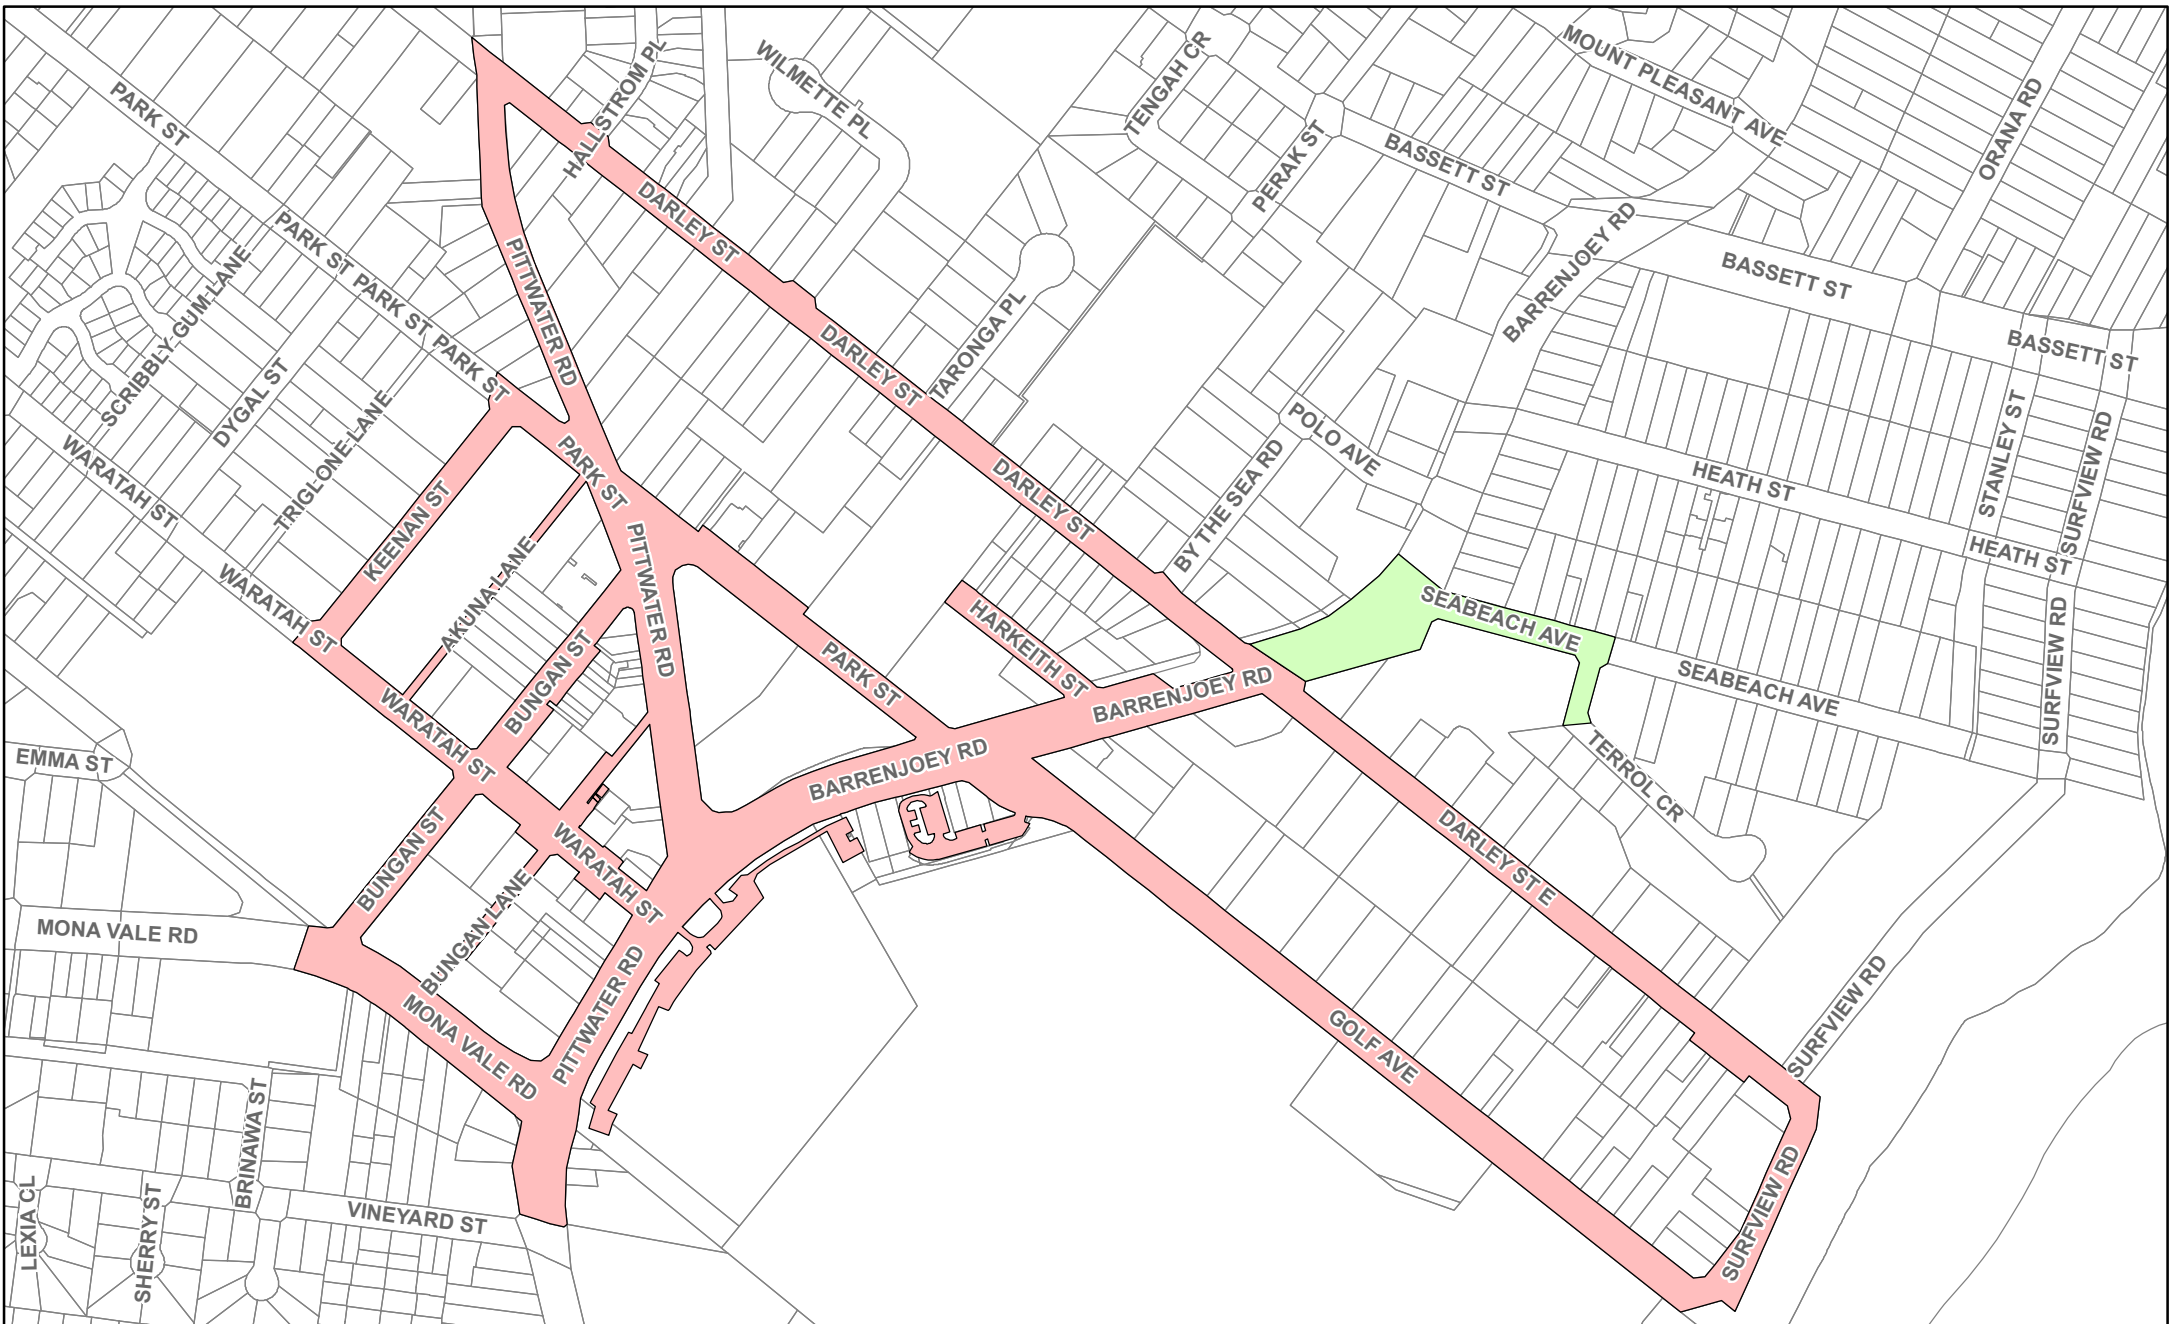 MOUNT PLEASANT AVE
WILMETTE PL
HALLSTROM PL
TENGAH CR
PARK ST
ORANA RD
PERAK ST
BASSETT ST
DARLEY ST
BARRENJOEY RD
PARK ST
PARK ST
PARK ST
PITTWATER RD
SCRIBBLY GUM LANE
BASSETT ST
TARONGA PL
DARLEY ST
BASSETT ST
DYGAL ST
TRIGLONE LANE
POLO AVE
STANLEY ST
SURFVIEW RD
WARATAH ST
PARK ST
HEATH ST
DARLEY ST
BY THE SEA RD
KEENAN ST
AKUNA LANE
PITTWATER RD
HEATH ST
WARATAH ST
HARKEITH ST
SEABEACH AVE
SURFVIEW RD
BUNGAN ST
PARK ST
SEABEACH AVE
BARRENJOEY RD
WARATAH ST
EMMA ST
BARRENJOEY RD
TERROL CR
BUNGAN ST
WARATAH ST
DARLEY ST E
MONA VALE RD
BUNGAN LANE
PITTWATER RD
SURFVIEW RD
MONA VALE RD
GOLF AVE
BRINAWA ST
LEXIA CL
SHERRY ST
VINEYARD ST
SURFVIEW RD